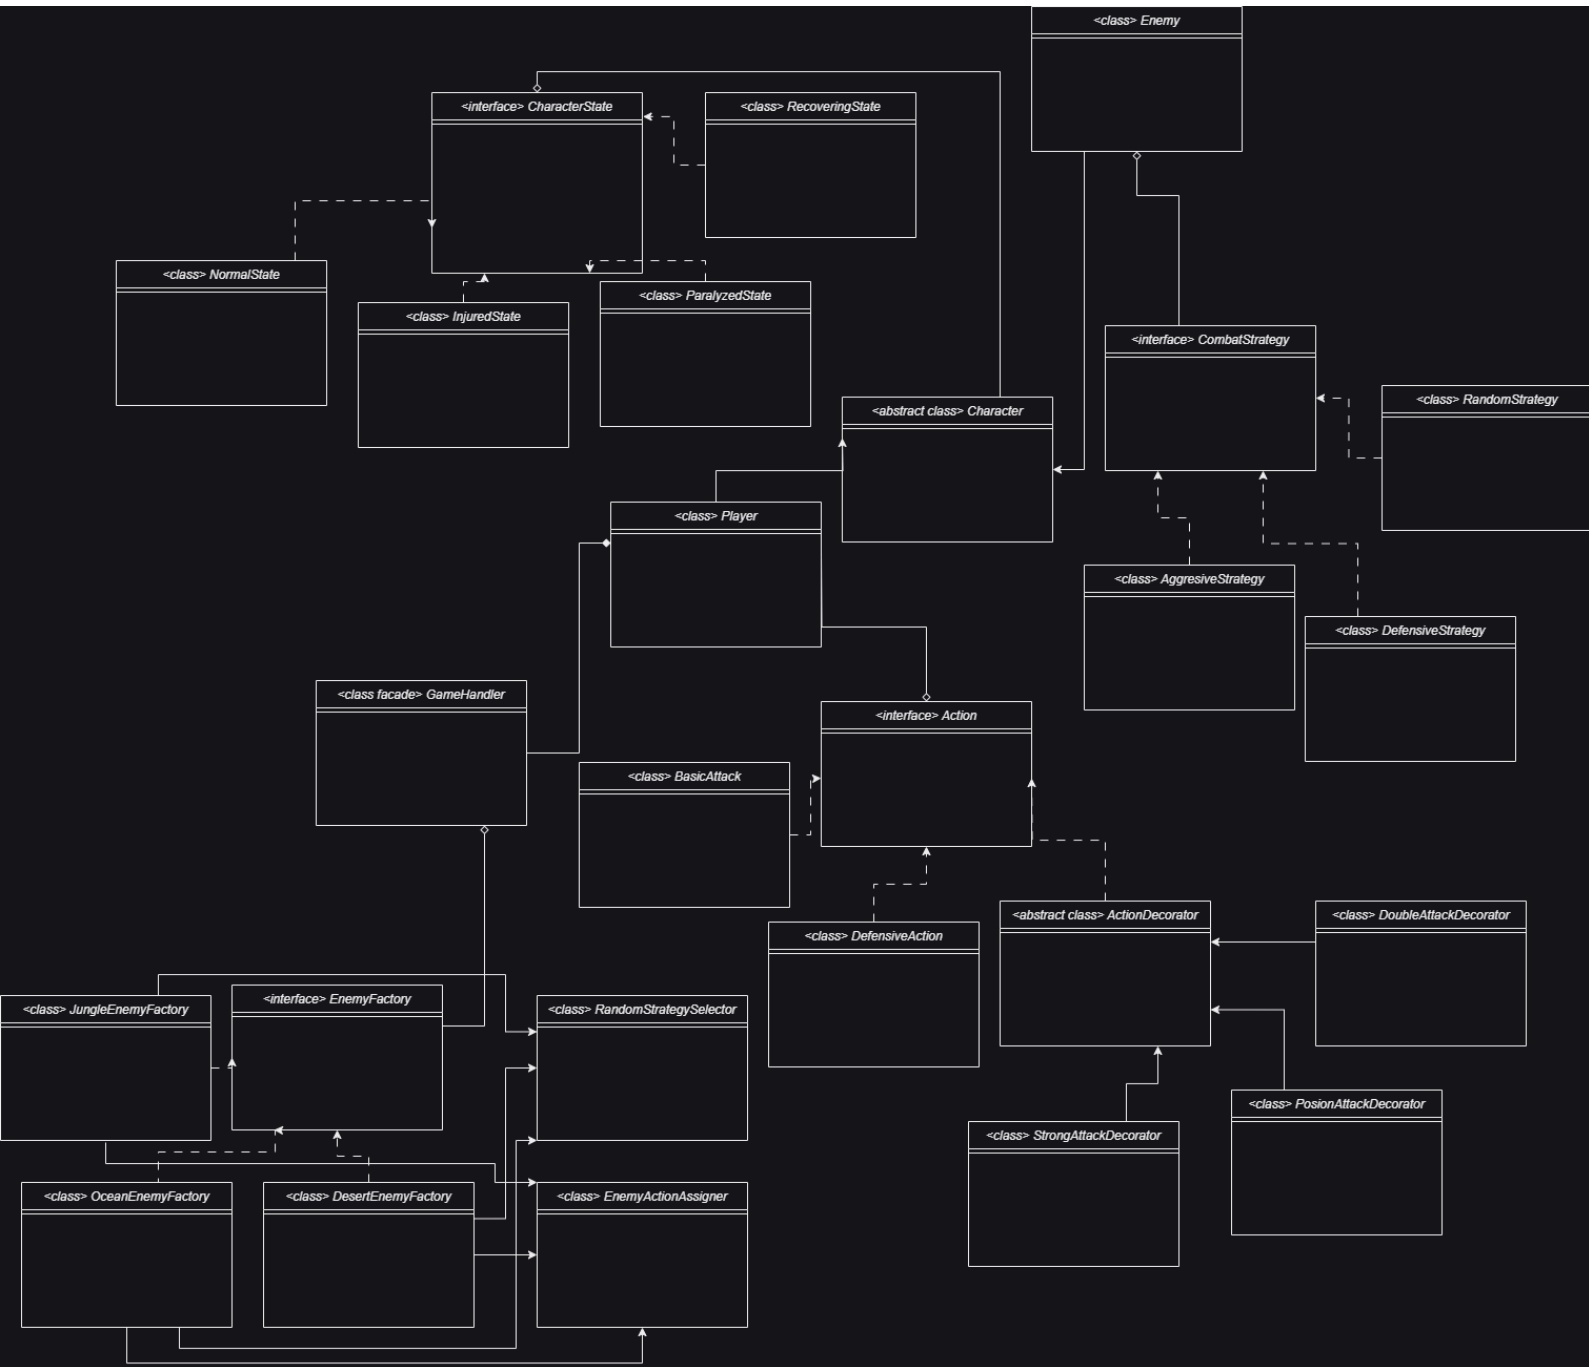 <class> Enemy
<interface> CharacterState
<class> RecoveringState
<class> NormalState
<class> InjuredState
<class> ParalyzedState
<interface> CombatStrategy
<class> RandomStrategy
<abstract class> Character
<class> Player
<class> AggresiveStrategy
<class> DefensiveStrategy
<class facade> GameHandler
<interface> Action
<class> BasicAttack
<class> DefensiveAction
<abstract class> ActionDecorator
<class> DoubleAttackDecorator
<class> JungleEnemyFactory
<interface> EnemyFactory
<class> RandomStrategySelector
<class> PosionAttackDecorator
<class> StrongAttackDecorator
<class> OceanEnemyFactory
<class> DesertEnemyFactory
<class> EnemyActionAssigner